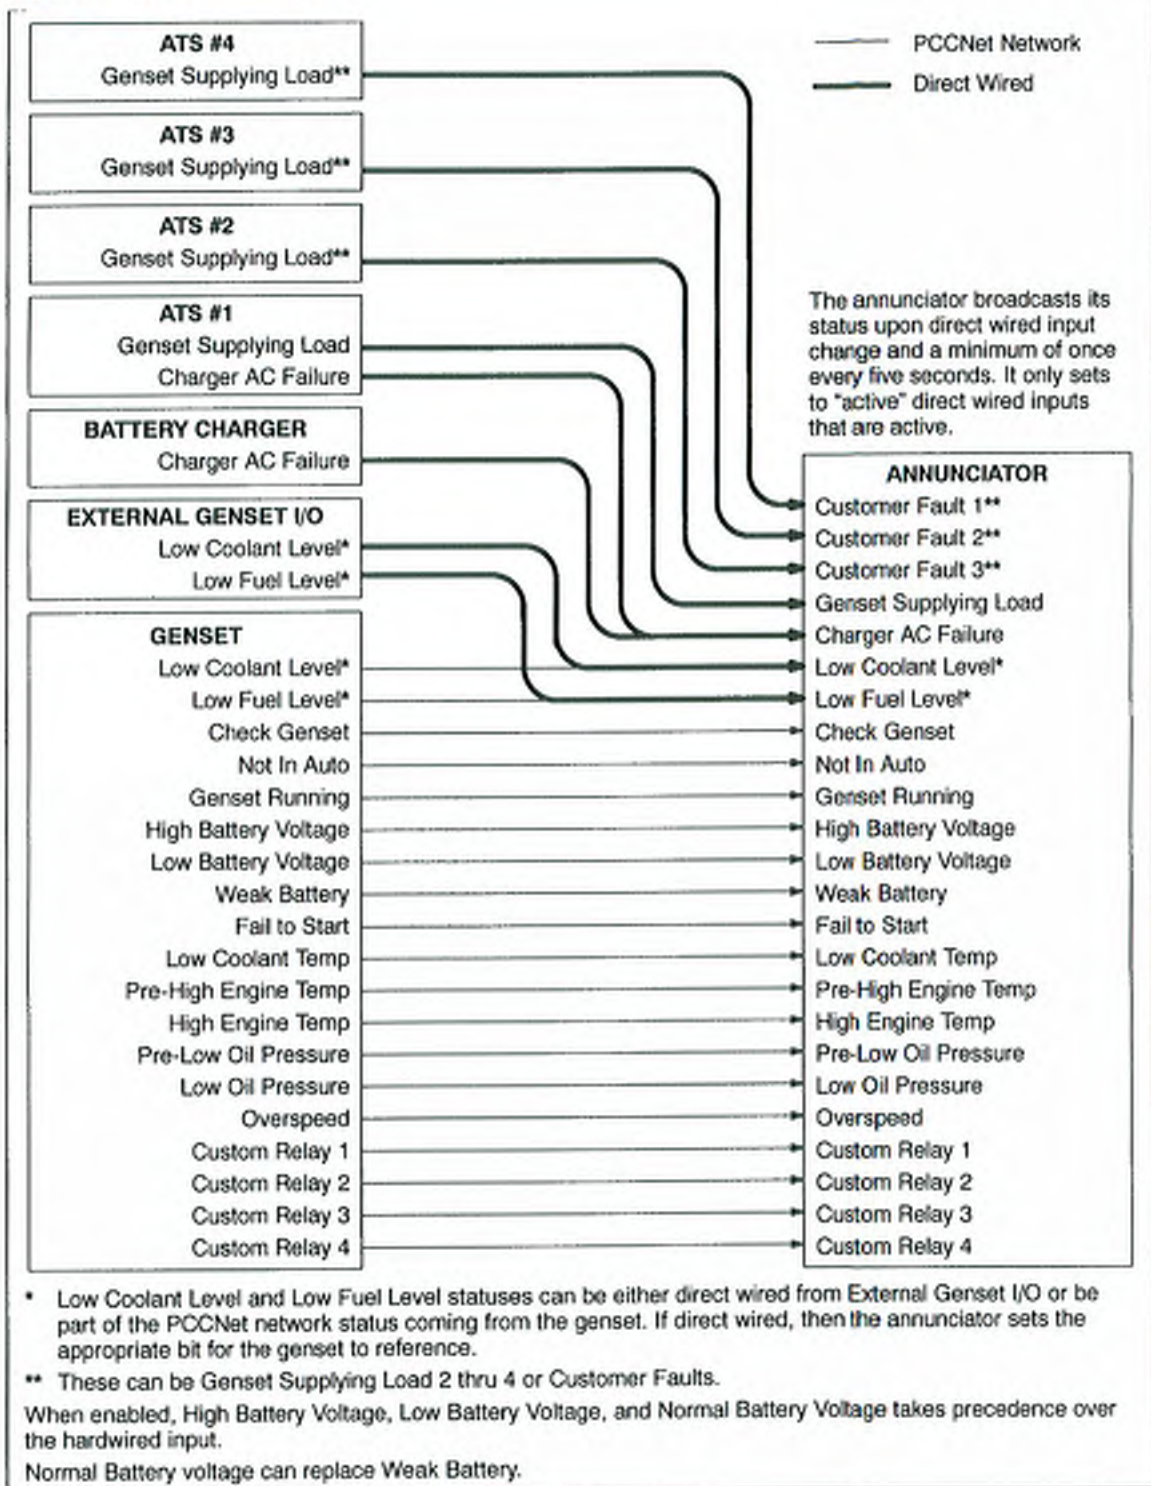 ATS #4
Genset Supplying Load**
PCCNet Network
Direct Wired
ATS #3
Genset Supplying Load**
ATS #2
Genset Supplying Load**
ATS #1
Genset Supplying Load
Charger AC Failure
The annunciator broadcasts its
status upon direct wired input
change and a minimum of once
every five seconds. It only sets
to "active" direct wired inputs
that are active.
BATTERY CHARGER
Charger AC Failure
EXTERNAL GENSET I/O
Low Coolant Level*
Low Fuel Level*
GENSET
Low Coolant Level*
Low Fuel Level*
Check Genset
Not In Auto
Genset Running
High Battery Voltage
Low Battery Voltage
Weak Battery
Fail to Start
Low Coolant Temp
Pre-High Engine Temp
High Engine Temp
Pre-Low Oil Pressure
Low Oil Pressure
Overspeed
Custom Relay 1
Custom Relay 2
Custom Relay 3
Custom Relay 4
ANNUNCIATOR
Customer Fault 1**
Customer Fault 2**
Customer Fault 3**
Genset Supplying Load
Charger AC Failure
Low Coolant Level*
Low Fuel Level*
Check Genset
Not In Auto
Genset Running
High Battery Voltage
Low Battery Voltage
Weak Battery
Fail to Start
Low Coolant Temp
Pre-High Engine Temp
High Engine Temp
Pre-Low Oil Pressure
Low Oil Pressure
Overspeed
Custom Relay 1
Custom Relay 2
Custom Relay 3
Custom Relay 4
* Low Coolant Level and Low Fuel Level statuses can be either direct wired from External Genset I/O or be
part of the PCCNet network status coming from the genset. If direct wired, then the annunciator sets the
appropriate bit for the genset to reference.
** These can be Genset Supplying Load 2 thru 4 or Customer Faults.
When enabled, High Battery Voltage, Low Battery Voltage, and Normal Battery Voltage takes precedence over
the hardwired input.
Normal Battery voltage can replace Weak Battery.